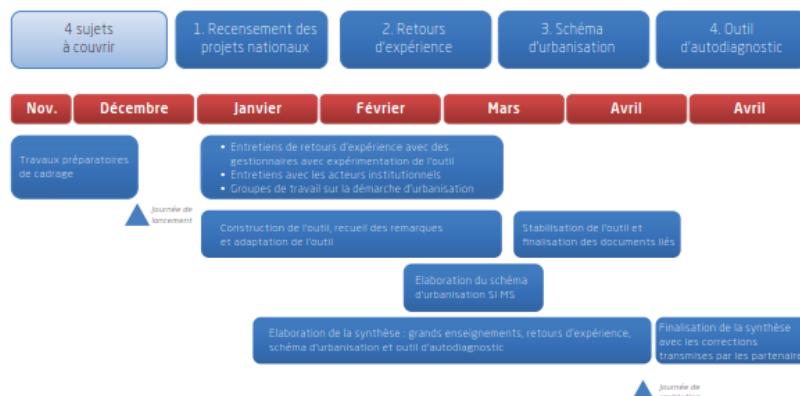 4 sujets
à couvrir
1. Recensement des
projets nationaux
2. Retours
d'expérience
3. Schéma
d'urbanisation
4. Outil
d'autodiagnostic
Nov.
Décembre
Janvier
Février
Mars
Avril
Avril
Travaux préparatoires
de cadrage
• Entretiens de retours d'expérience avec des
gestionnaires avec expérimentation de l'outil
• Entretiens avec les acteurs institutionnels
• Groupes de travail sur la démarche d'urbanisation
Journée de
lancement
Construction de l'outil, recueil des remarques
et adaptation de l'outil
Stabilisation de l'outil et
finalisation des documents liés
Elaboration du schéma
d'urbanisation SI MS
Elaboration de la synthèse : grands enseignements, retours d'expérience,
schéma d'urbanisation et outil d'autodiagnostic
Finalisation de la synthèse
avec les corrections
transmises par les partenaire
Journée de